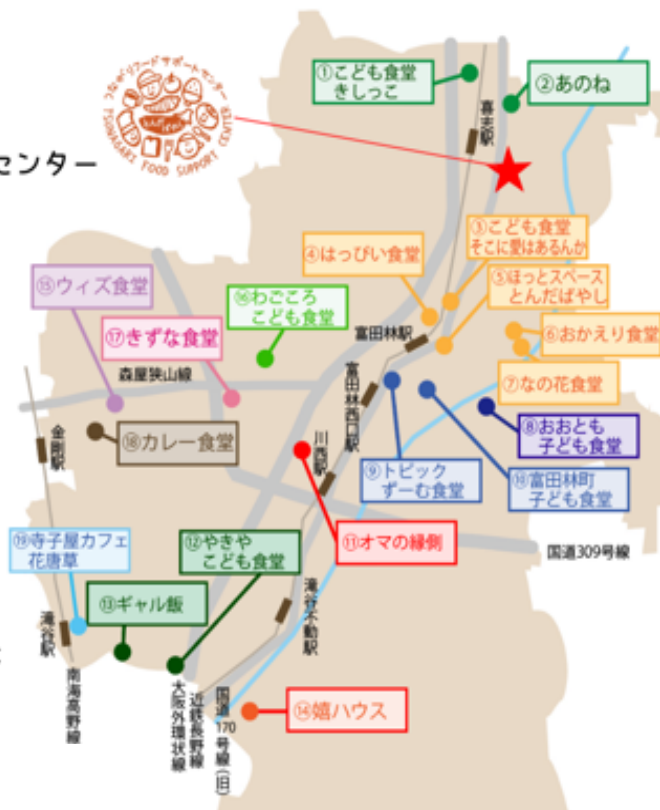 ①こども食堂
きしっこ
②あのね
喜志駅
つながりフードサポートセンター
TSUNAGARI FOOD SUPPORT CENTER
センター
③こども食堂
そこに愛はあるんか
④はっぴい食堂
⑤ほっとスペース
とんだばやし
⑮ウィズ食堂
⑯わごころ
こども食堂
⑰きずな食堂
富田林駅
⑥おかえり食堂
森屋狭山線
富田林西口駅
⑦なの花食堂
⑱カレー食堂
金剛駅
川西駅
⑧おおとも
子ども食堂
⑨トピック
ずーむ食堂
⑩富田林町
子ども食堂
⑲寺子屋カフェ
花唐草
⑫やきや
こども食堂
⑪オマの縁側
国道309号線
⑬ギャル飯
滝谷不動駅
滝谷駅
南海高野線
大阪外環状線
近鉄長野線
国道170号線(旧)
⑭嬉ハウス